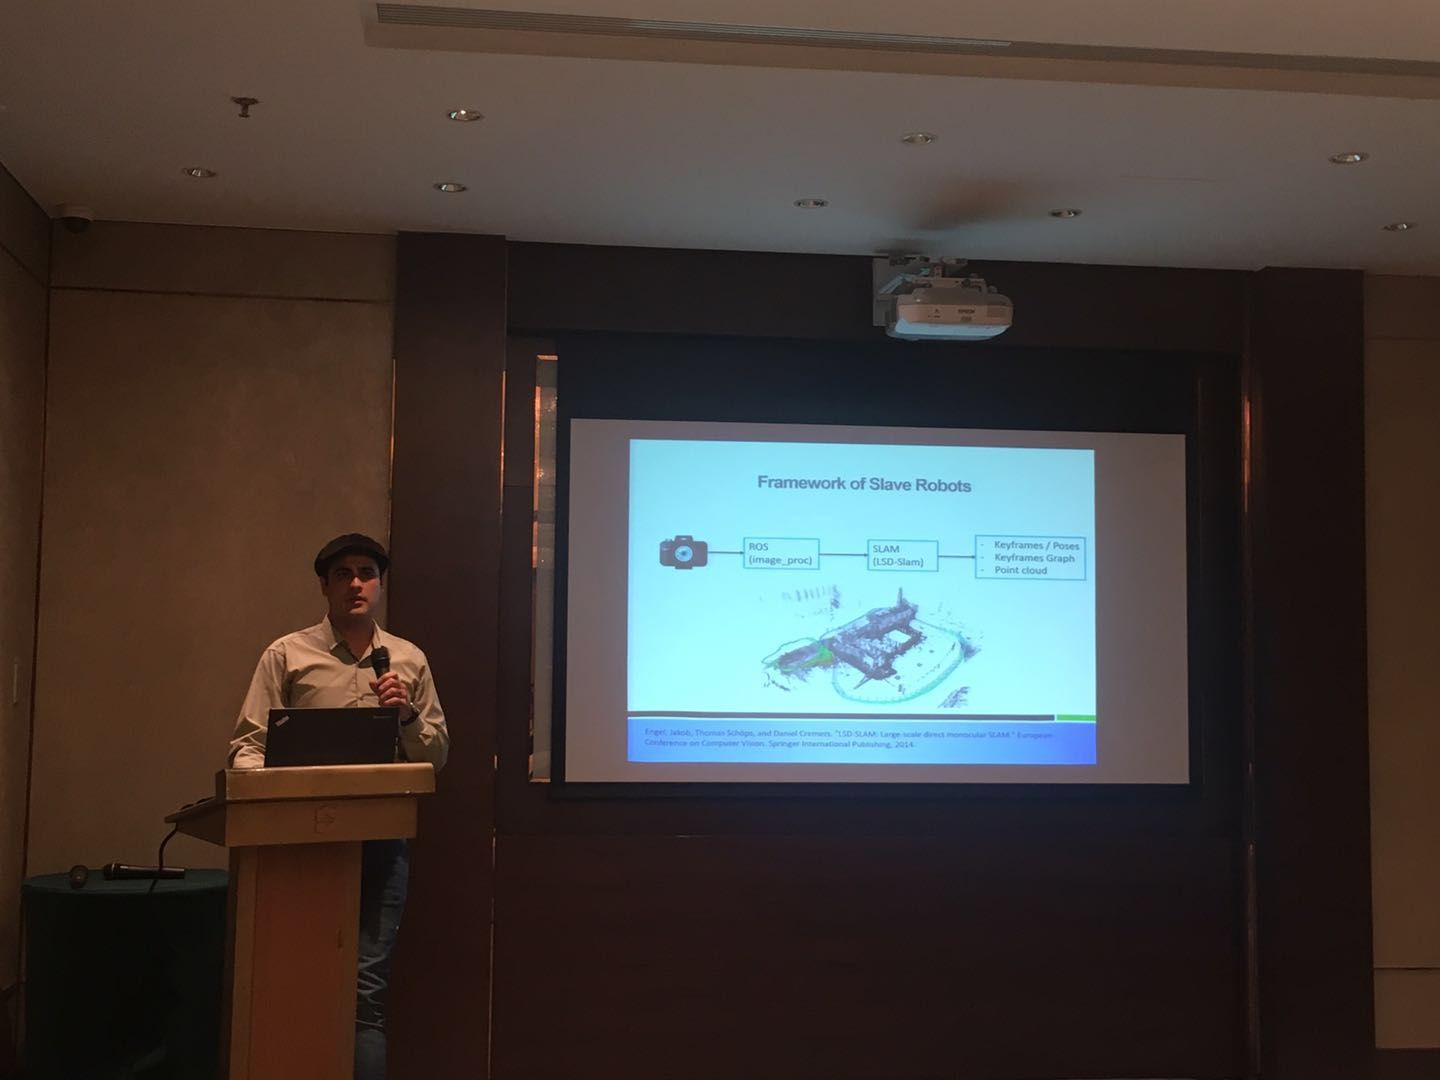 EPSON
Framework of Slave Robots
ROS
(image_proc)
SLAM
(LSD-Slam)
- Keyframes / Poses
- Keyframes Graph
- Point cloud
Engel, Jakob, Thomas Schöps, and Daniel Cremers. "LSD-SLAM: Large-scale direct monocular SLAM." European
Conference on Computer Vision. Springer International Publishing, 2014.